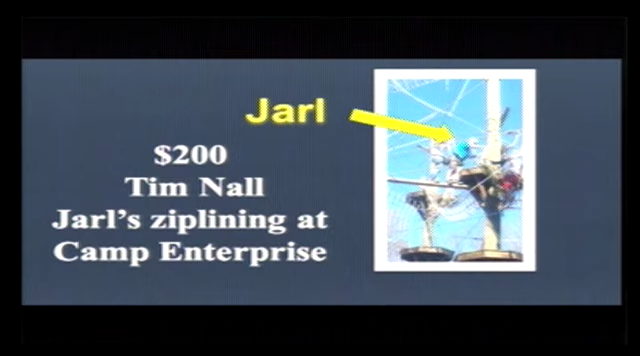 Jarl
$200
Tim Nall
Jarl's ziplining at
Camp Enterprise